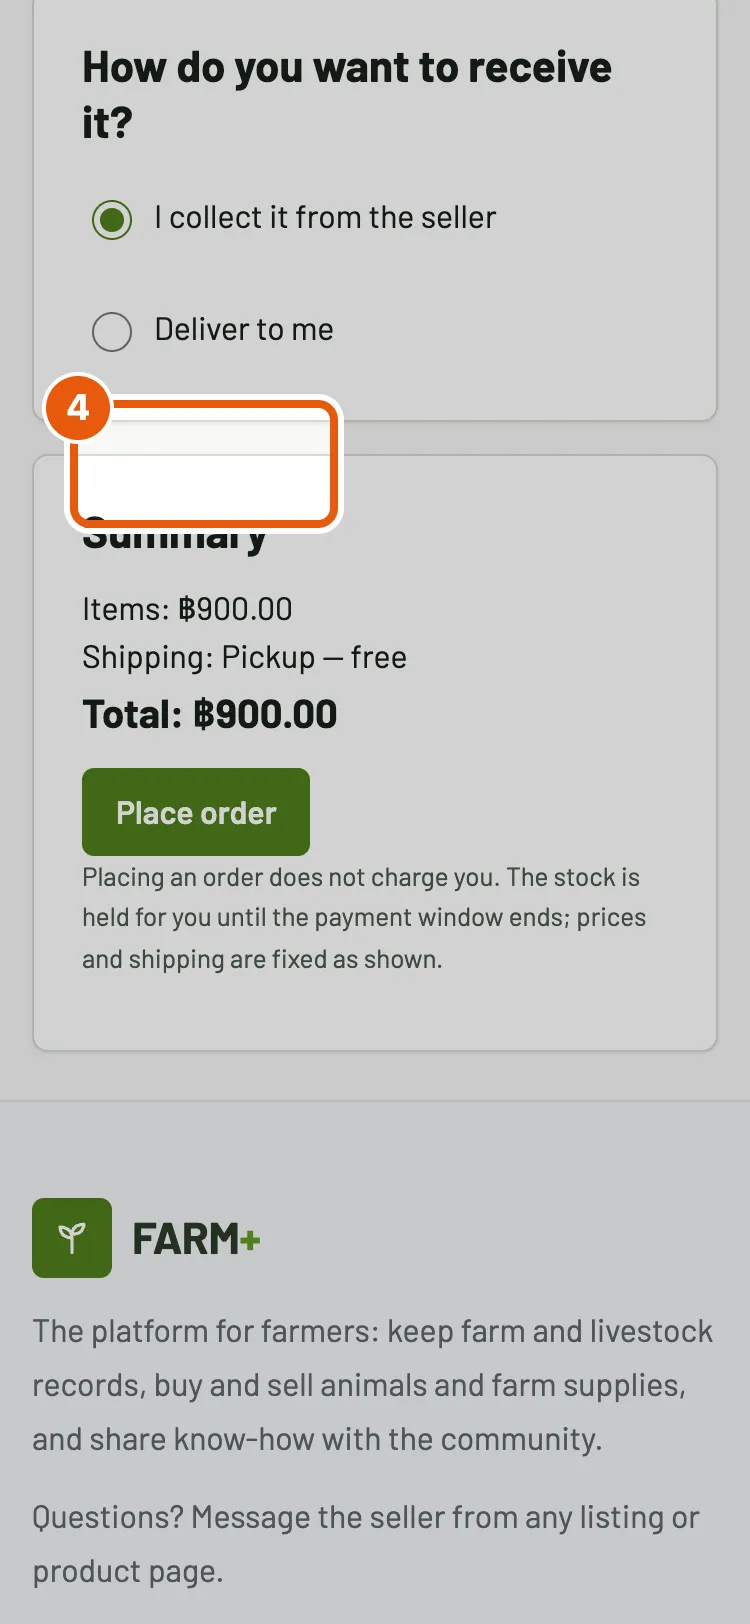 How do you want to receive
it?
I collect it from the seller
Deliver to me
4
Summary
Items: ฿900.00
Shipping: Pickup — free
Total: ฿900.00
Place order
Placing an order does not charge you. The stock is
held for you until the payment window ends; prices
and shipping are fixed as shown.
FARM+
The platform for farmers: keep farm and livestock
records, buy and sell animals and farm supplies,
and share know-how with the community.
Questions? Message the seller from any listing or
product page.